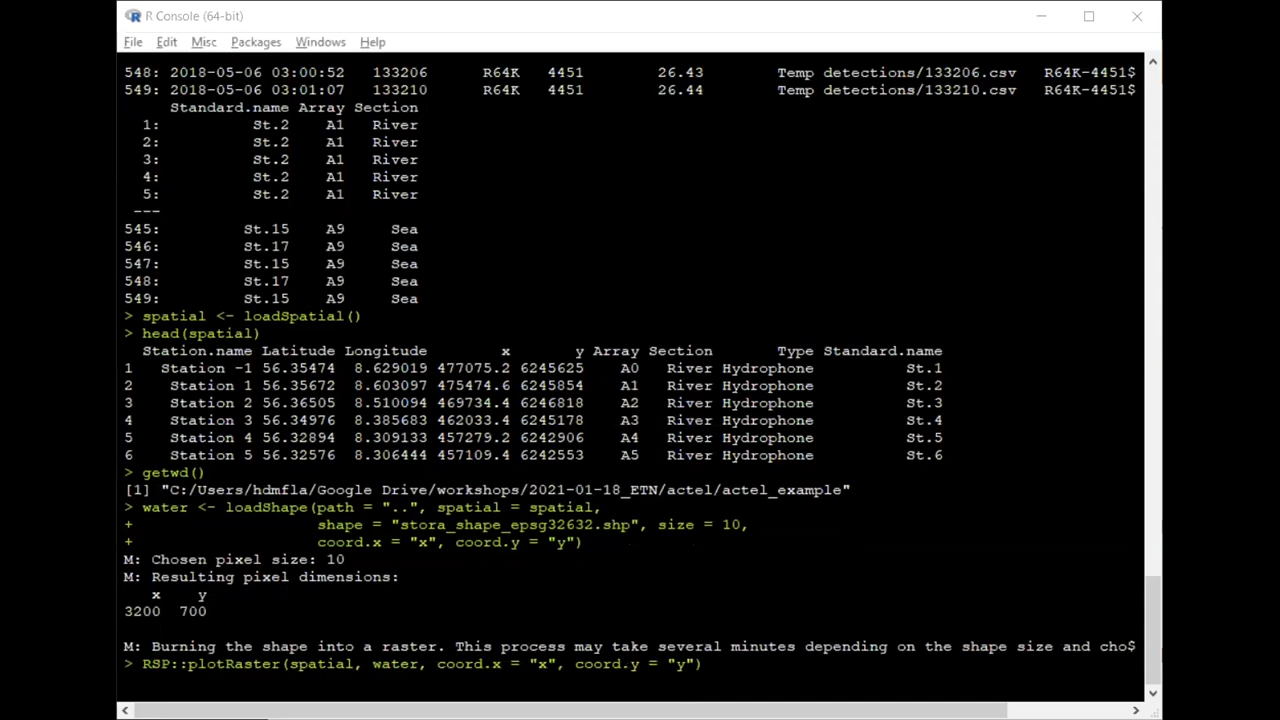 R Console (64-bit)
File Edit Misc Packages Windows Help
548: 2018-05-06 03:00:52 133206 R64K 4451 26.43 Temp detections/133206.csv R64K-4451$
549: 2018-05-06 03:01:07 133210 R64K 4451 26.44 Temp detections/133210.csv R64K-4451$
Standard.name Array Section
1: St.2 A1 River
2: St.2 A1 River
3: St.2 A1 River
4: St.2 A1 River
5: St.2 A1 River
---
545: St.15 A9 Sea
546: St.17 A9 Sea
547: St.15 A9 Sea
548: St.17 A9 Sea
549: St.15 A9 Sea
> spatial <- loadSpatial()
> head(spatial)
Station.name Latitude Longitude x y Array Section Type Standard.name
1 Station -1 56.35474 8.629019 477075.2 6245625 A0 River Hydrophone St.1
2 Station 1 56.35672 8.603097 475474.6 6245854 A1 River Hydrophone St.2
3 Station 2 56.36505 8.510094 469734.4 6246818 A2 River Hydrophone St.3
4 Station 3 56.34976 8.385683 462033.4 6245178 A3 River Hydrophone St.4
5 Station 4 56.32894 8.309133 457279.2 6242906 A4 River Hydrophone St.5
6 Station 5 56.32576 8.306444 457109.4 6242553 A5 River Hydrophone St.6
> getwd()
[1] "C:/Users/hdmfla/Google Drive/workshops/2021-01-18_ETN/actel/actel_example"
> water <- loadShape(path = "..", spatial = spatial,
+ shape = "stora_shape_epsg32632.shp", size = 10,
+ coord.x = "x", coord.y = "y")
M: Chosen pixel size: 10
M: Resulting pixel dimensions:
x y
3200 700
M: Burning the shape into a raster. This process may take several minutes depending on the shape size and cho$
> RSP::plotRaster(spatial, water, coord.x = "x", coord.y = "y")